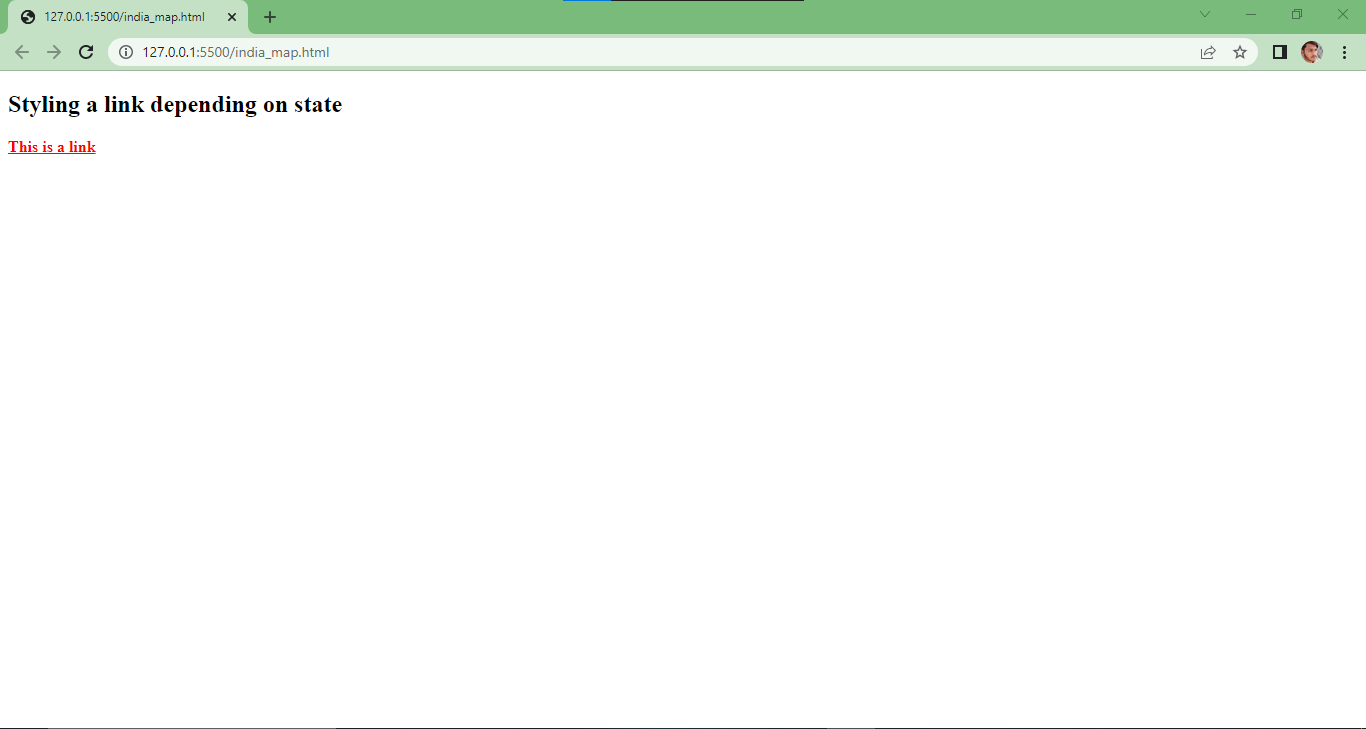 127.0.0.1:5500/india_map.html
127.0.0.1:5500/india_map.html
Styling a link depending on state
This is a link